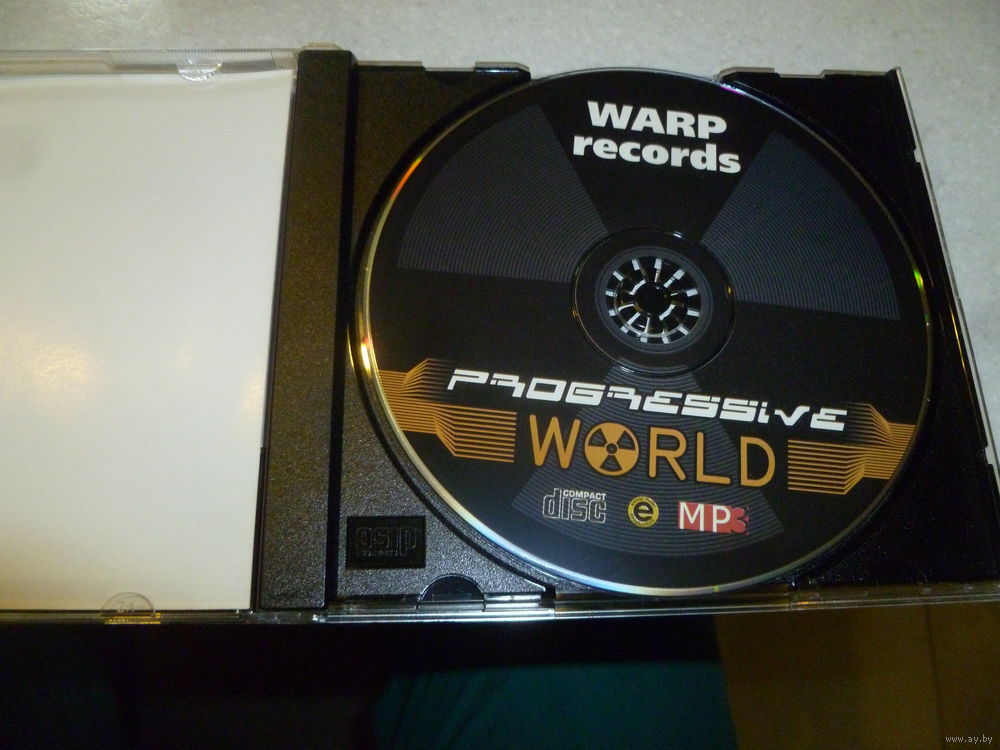 WARP
records
PROGRESSIVE
WORLD
COMPACT
disc
e
MP3
www.ay.by